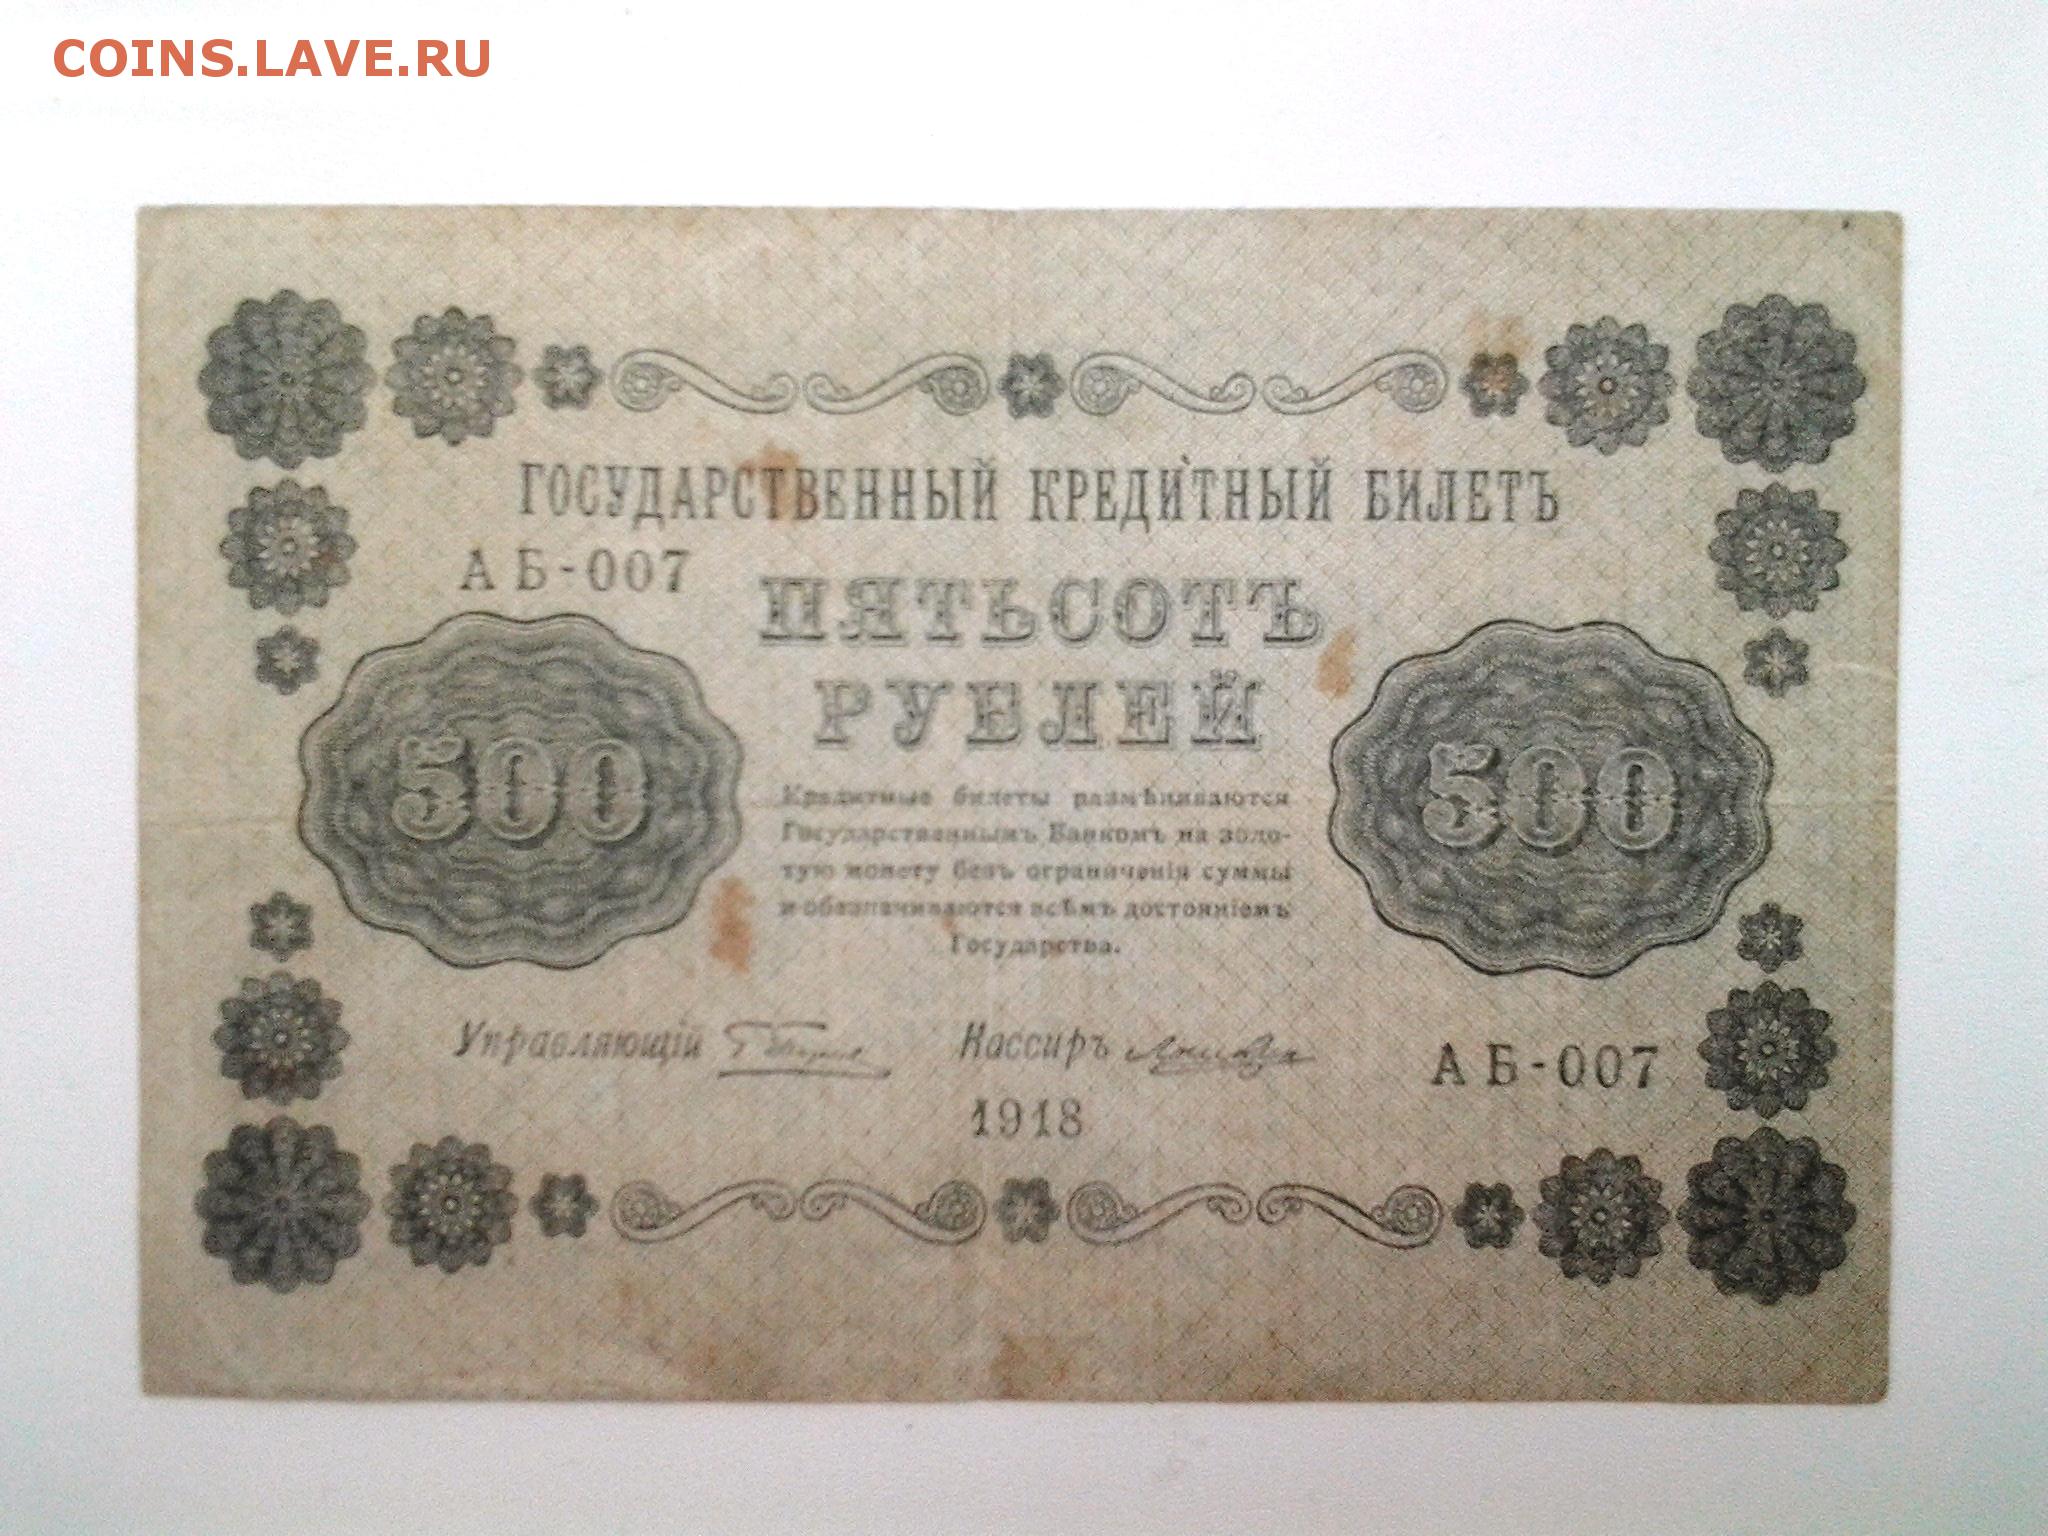 COINS.LAVE.RU
ГОСУДАРСТВЕННЫЙ КРЕДИТНЫЙ БИЛЕТЪ
АБ-007
ПЯТЬСОТЪ
РУБЛЕЙ
500
500
Кредитные билеты размѣниваются
Государственнымъ Банкомъ на золо-
тую монету безъ ограниченія суммы
и обезпечиваются всѣмъ достояніемъ
Государства.
Управляющій
Кассиръ
АБ-007
1918